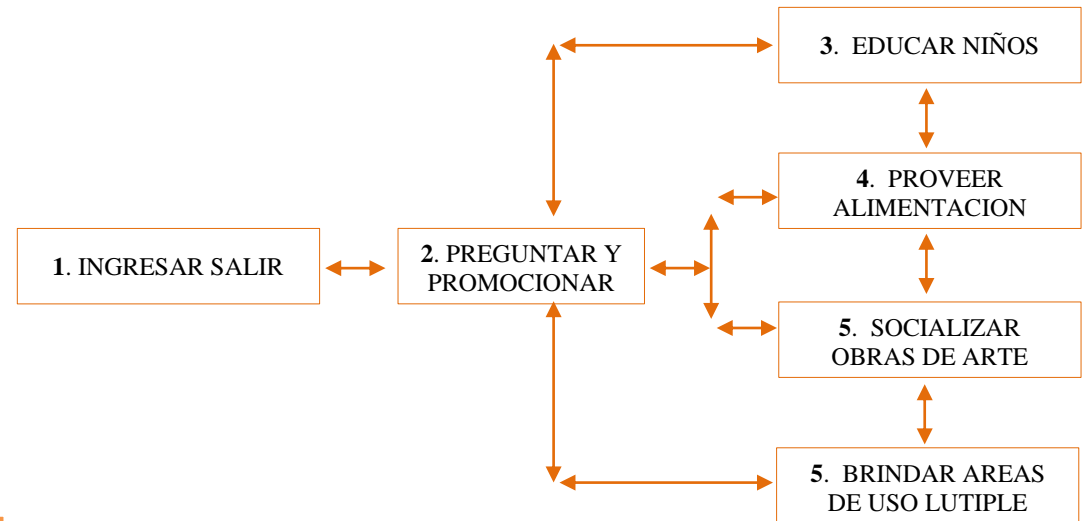 3. EDUCAR NIÑOS
4. PROVEER
ALIMENTACION
1. INGRESAR SALIR
2. PREGUNTAR Y
PROMOCIONAR
5. SOCIALIZAR
OBRAS DE ARTE
5. BRINDAR AREAS
DE USO LUTIPLE